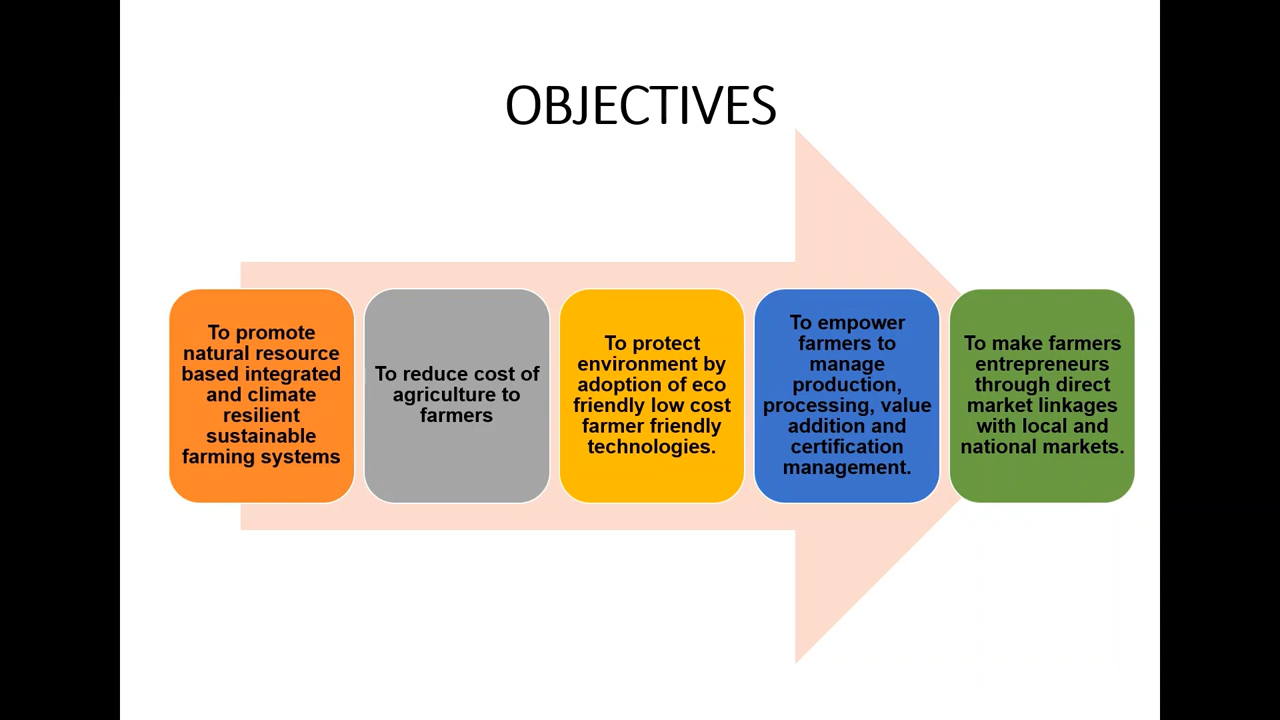 OBJECTIVES
To promote
natural resource
based integrated
and climate
resilient
sustainable
farming systems
To reduce cost of
agriculture to
farmers
To protect
environment by
adoption of eco
friendly low cost
farmer friendly
technologies.
To empower
farmers to
manage
production,
processing, value
addition and
certification
management.
To make farmers
entrepreneurs
through direct
market linkages
with local and
national markets.